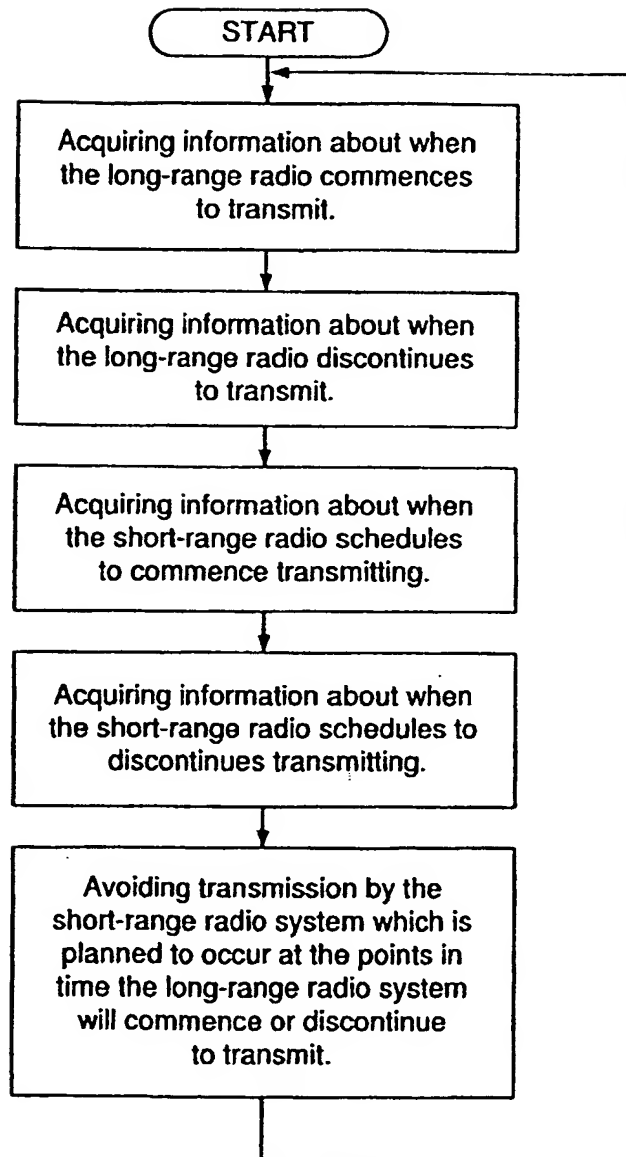 START
Acquiring information about when
the long-range radio commences
to transmit.
Acquiring information about when
the long-range radio discontinues
to transmit.
Acquiring information about when
the short-range radio schedules
to commence transmitting.
Acquiring information about when
the short-range radio schedules to
discontinues transmitting.
Avoiding transmission by the
short-range radio system which is
planned to occur at the points in
time the long-range radio system
will commence or discontinue
to transmit.